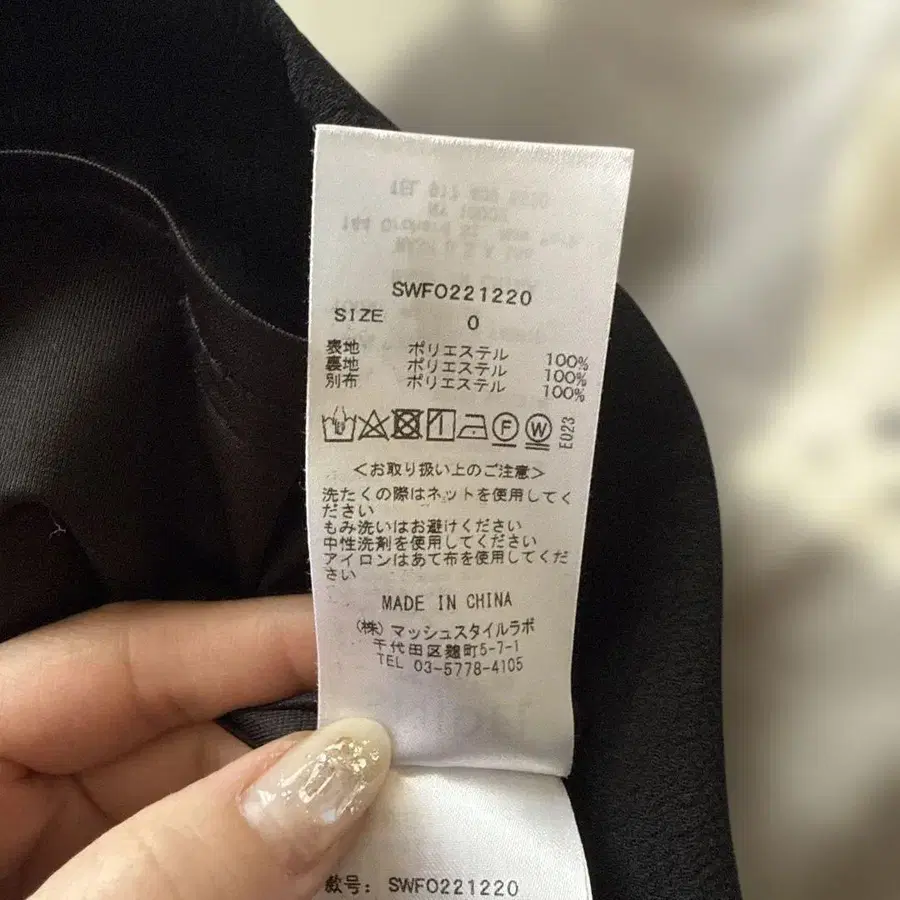 SWFO221220
SIZE 0
表地 ポリエステル 100%
裏地 ポリエステル 100%
別布 ポリエステル 100%
F W E023
<お取り扱い上のご注意>
洗たくの際はネットを使用してく
ださい
もみ洗いはお避けください
中性洗剤を使用してください
アイロンはあて布を使用してくだ
さい
MADE IN CHINA
(株)マッシュスタイルラボ
千代田区麹町5-7-1
TEL 03-5778-4105
款号: SWFO221220